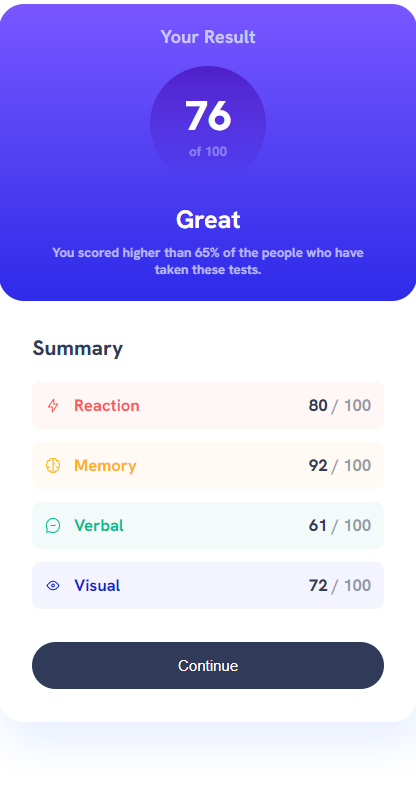 Your Result
76
of 100
Great
You scored higher than 65% of the people who have
taken these tests.
Summary
Reaction 80 / 100
Memory 92 / 100
Verbal 61 / 100
Visual 72 / 100
Continue